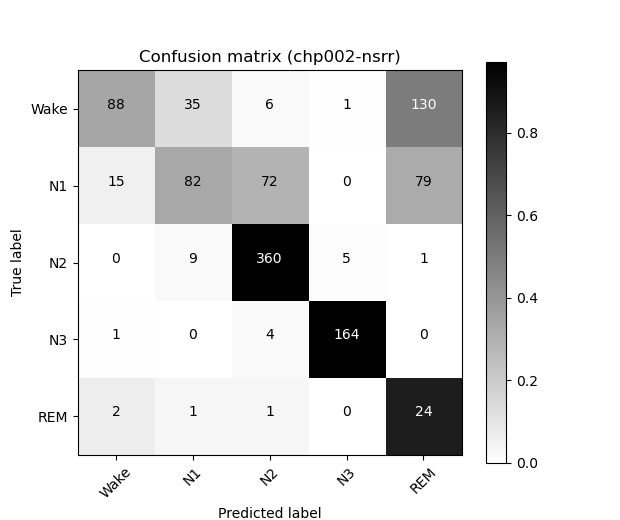 Confusion matrix (chp002-nsrr)
Wake 88 35 6 1 130
N1 15 82 72 0 79
N2 0 9 360 5 1
N3 1 0 4 164 0
REM 2 1 1 0 24
Wake N1 N2 N3 REM
True label
Predicted label
0.8
0.6
0.4
0.2
0.0